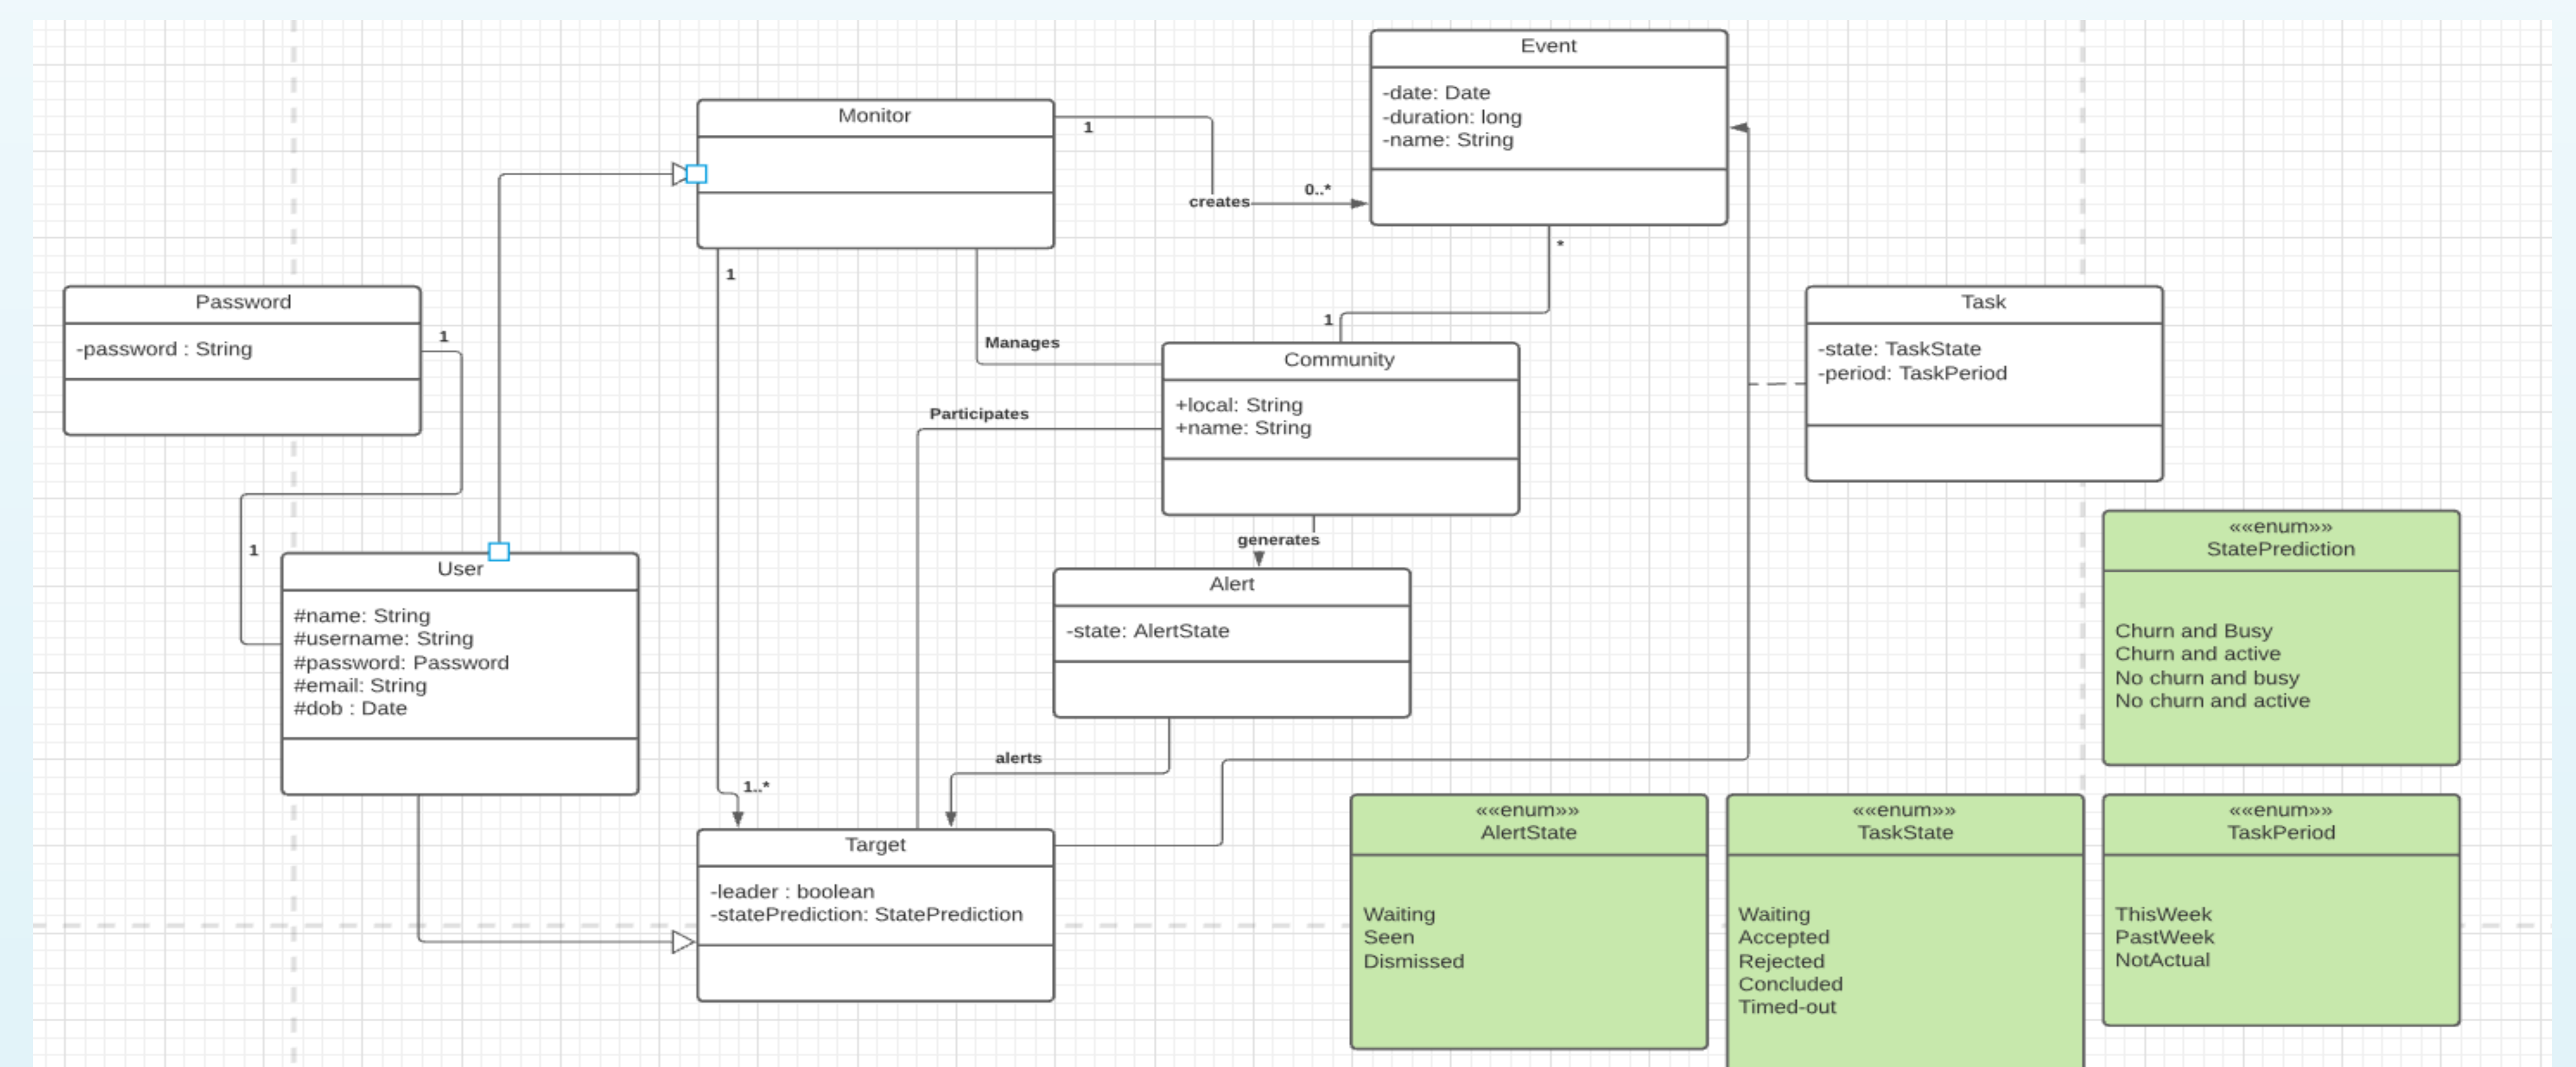 Event
-date: Date
-duration: long
-name: String
Monitor
1
creates
0..*
*
1
1
Manages
Password
-password : String
1
1
Task
-state: TaskState
-period: TaskPeriod
Community
+local: String
+name: String
Participates
generates
User
#name: String
#username: String
#password: Password
#email: String
#dob : Date
Alert
-state: AlertState
alerts
1..*
Target
-leader : boolean
-statePrediction: StatePrediction
««enum»»
StatePrediction
Churn and Busy
Churn and active
No churn and busy
No churn and active
««enum»»
AlertState
Waiting
Seen
Dismissed
««enum»»
TaskState
Waiting
Accepted
Rejected
Concluded
Timed-out
««enum»»
TaskPeriod
ThisWeek
PastWeek
NotActual